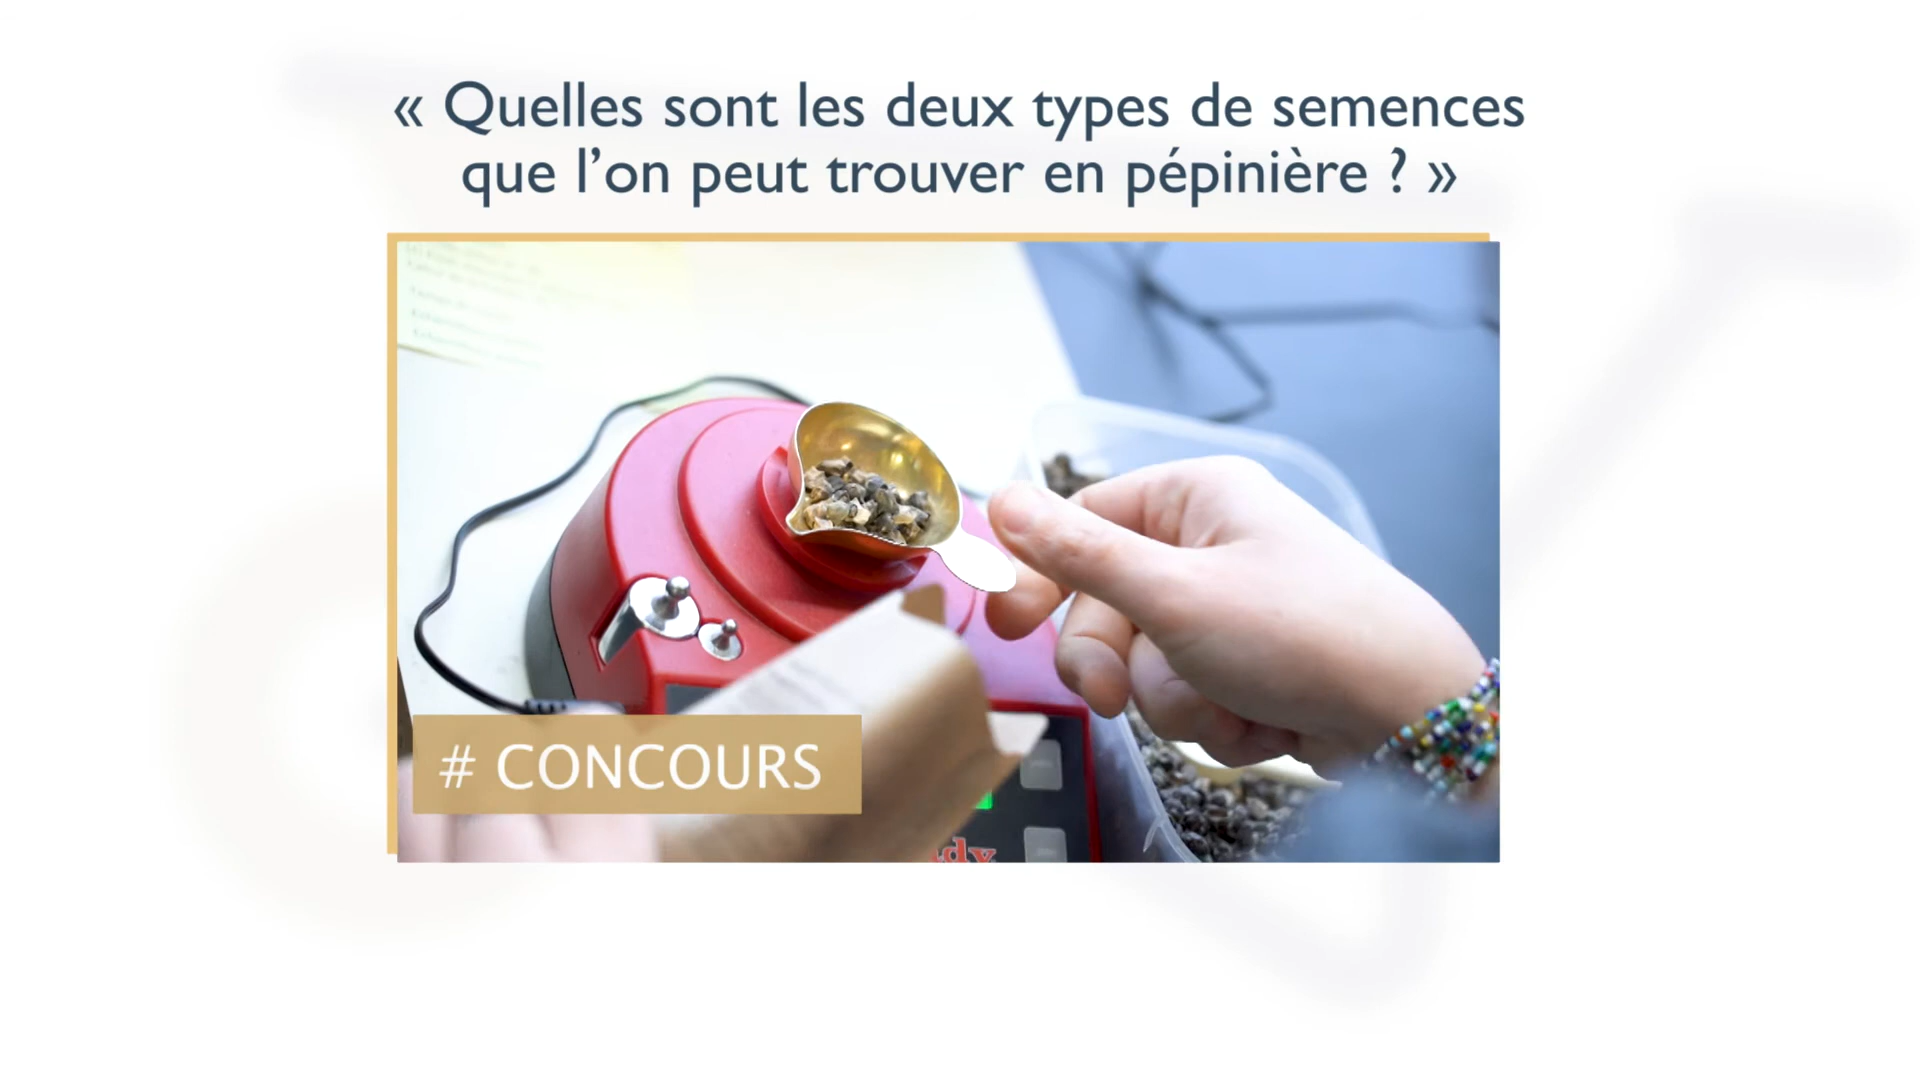 « Quelles sont les deux types de semences
que l’on peut trouver en pépinière ? »
# CONCOURS